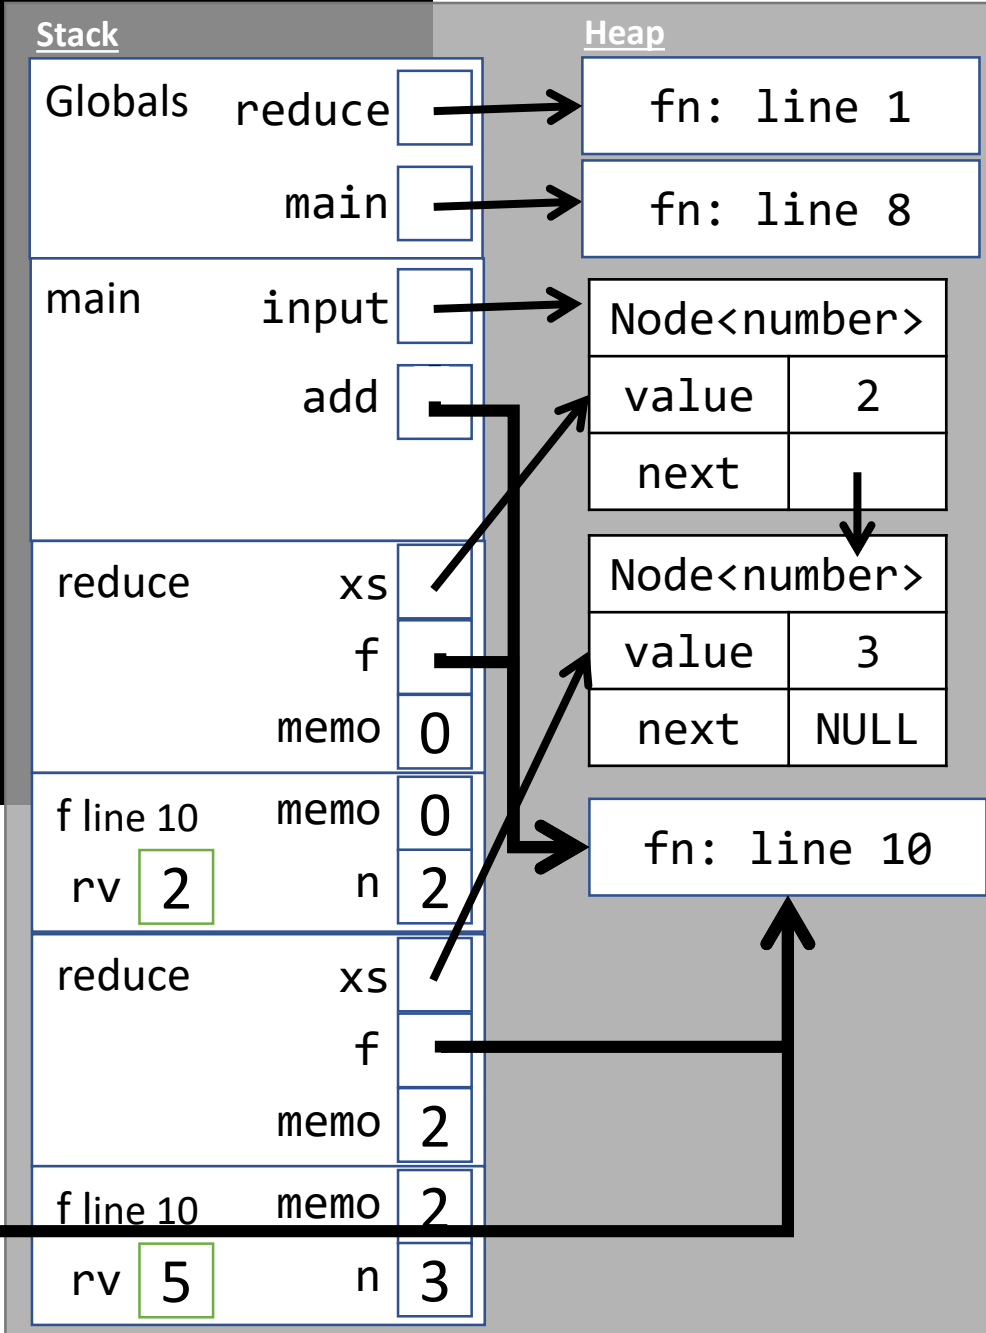 Stack Heap
Globals reduce fn: line 1
main fn: line 8
main input Node<number>
add value 2
next
reduce xs Node<number>
f value 3
memo 0 next NULL
f line 10 memo 0 fn: line 10
rv 2 n 2
reduce xs
f
memo 2
f line 10 memo 2
rv 5 n 3